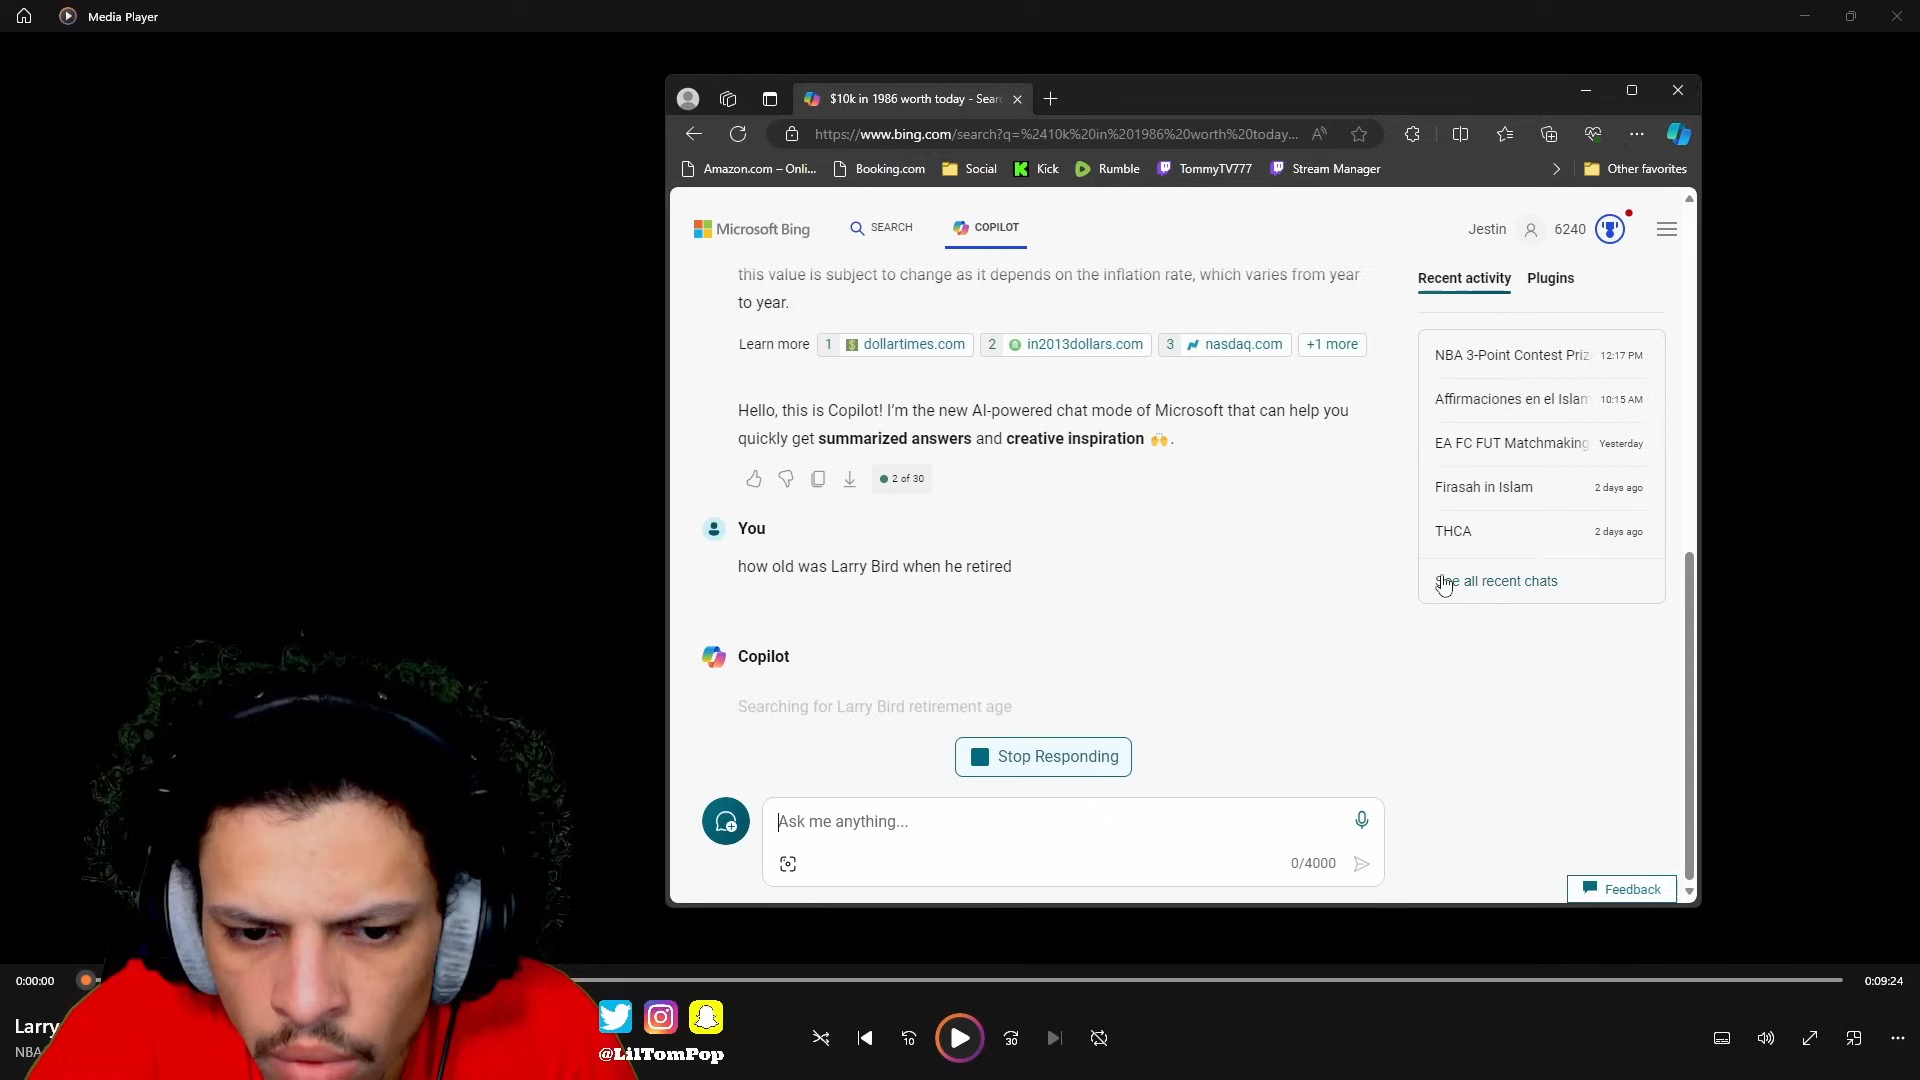 Media Player
$10k in 1986 worth today - Sear
https://www.bing.com/search?q=%2410k%20in%201986%20worth%20today...
Amazon.com – Onli...
Booking.com
Social
Kick
Rumble
TommyTV777
Stream Manager
Other favorites
Microsoft Bing
SEARCH
COPILOT
Jestin
6240
this value is subject to change as it depends on the inflation rate, which varies from year
to year.
Learn more 1 dollartimes.com 2 in2013dollars.com 3 nasdaq.com +1 more
Hello, this is Copilot! I'm the new AI-powered chat mode of Microsoft that can help you
quickly get summarized answers and creative inspiration 🙌.
2 of 30
You
how old was Larry Bird when he retired
Copilot
Searching for Larry Bird retirement age
Stop Responding
Ask me anything...
0/4000
Recent activity Plugins
NBA 3-Point Contest Priz 12:17 PM
Affirmaciones en el Islam 10:15 AM
EA FC FUT Matchmaking Yesterday
Firasah in Islam 2 days ago
THCA 2 days ago
See all recent chats
Feedback
0:00:00
0:09:24
Larry
NBA
@LilTomPop
10
30